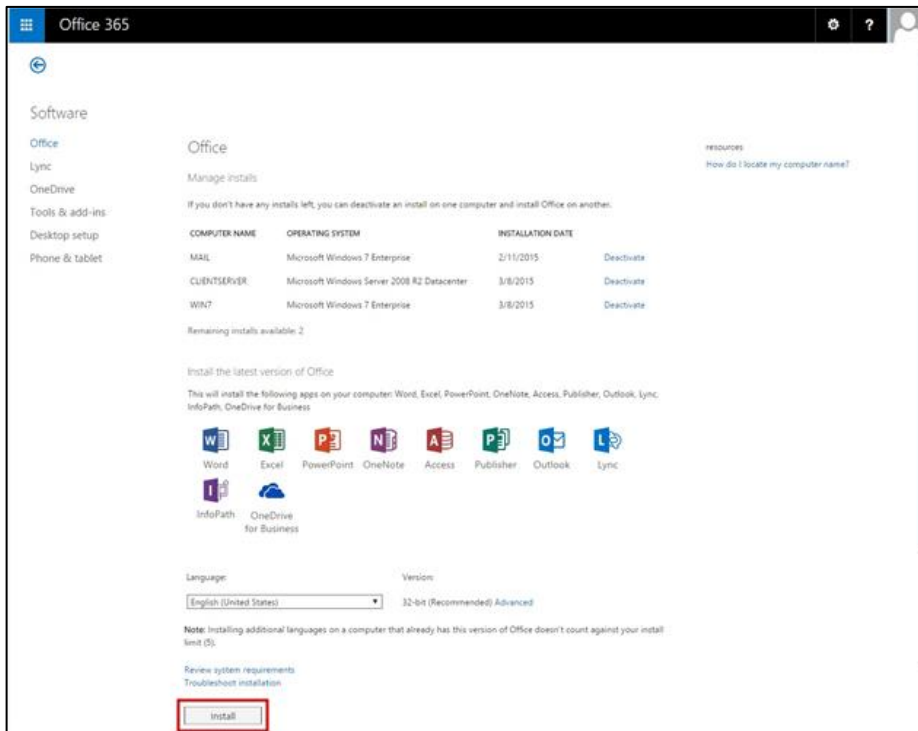 Office 365
?
Software
Office
Lync
OneDrive
Tools & add-ins
Desktop setup
Phone & tablet
Office
Manage installs
If you don't have any installs left, you can deactivate an install on one computer and install Office on another.
COMPUTER NAME OPERATING SYSTEM INSTALLATION DATE
MAIL Microsoft Windows 7 Enterprise 2/11/2015 Deactivate
CLIENTSERVER Microsoft Windows Server 2008 R2 Datacenter 3/8/2015 Deactivate
WIN7 Microsoft Windows 7 Enterprise 3/8/2015 Deactivate
Remaining installs available: 2
Install the latest version of Office
This will install the following apps on your computer: Word, Excel, PowerPoint, OneNote, Access, Publisher, Outlook, Lync,
InfoPath, OneDrive for Business
Word Excel PowerPoint OneNote Access Publisher Outlook Lync
InfoPath OneDrive
for Business
Language: Version:
English (United States) 32-bit (Recommended) Advanced
Note: Installing additional languages on a computer that already has this version of Office doesn't count against your install
limit (5).
Review system requirements
Troubleshoot installation
Install
resources
How do I locate my computer name?